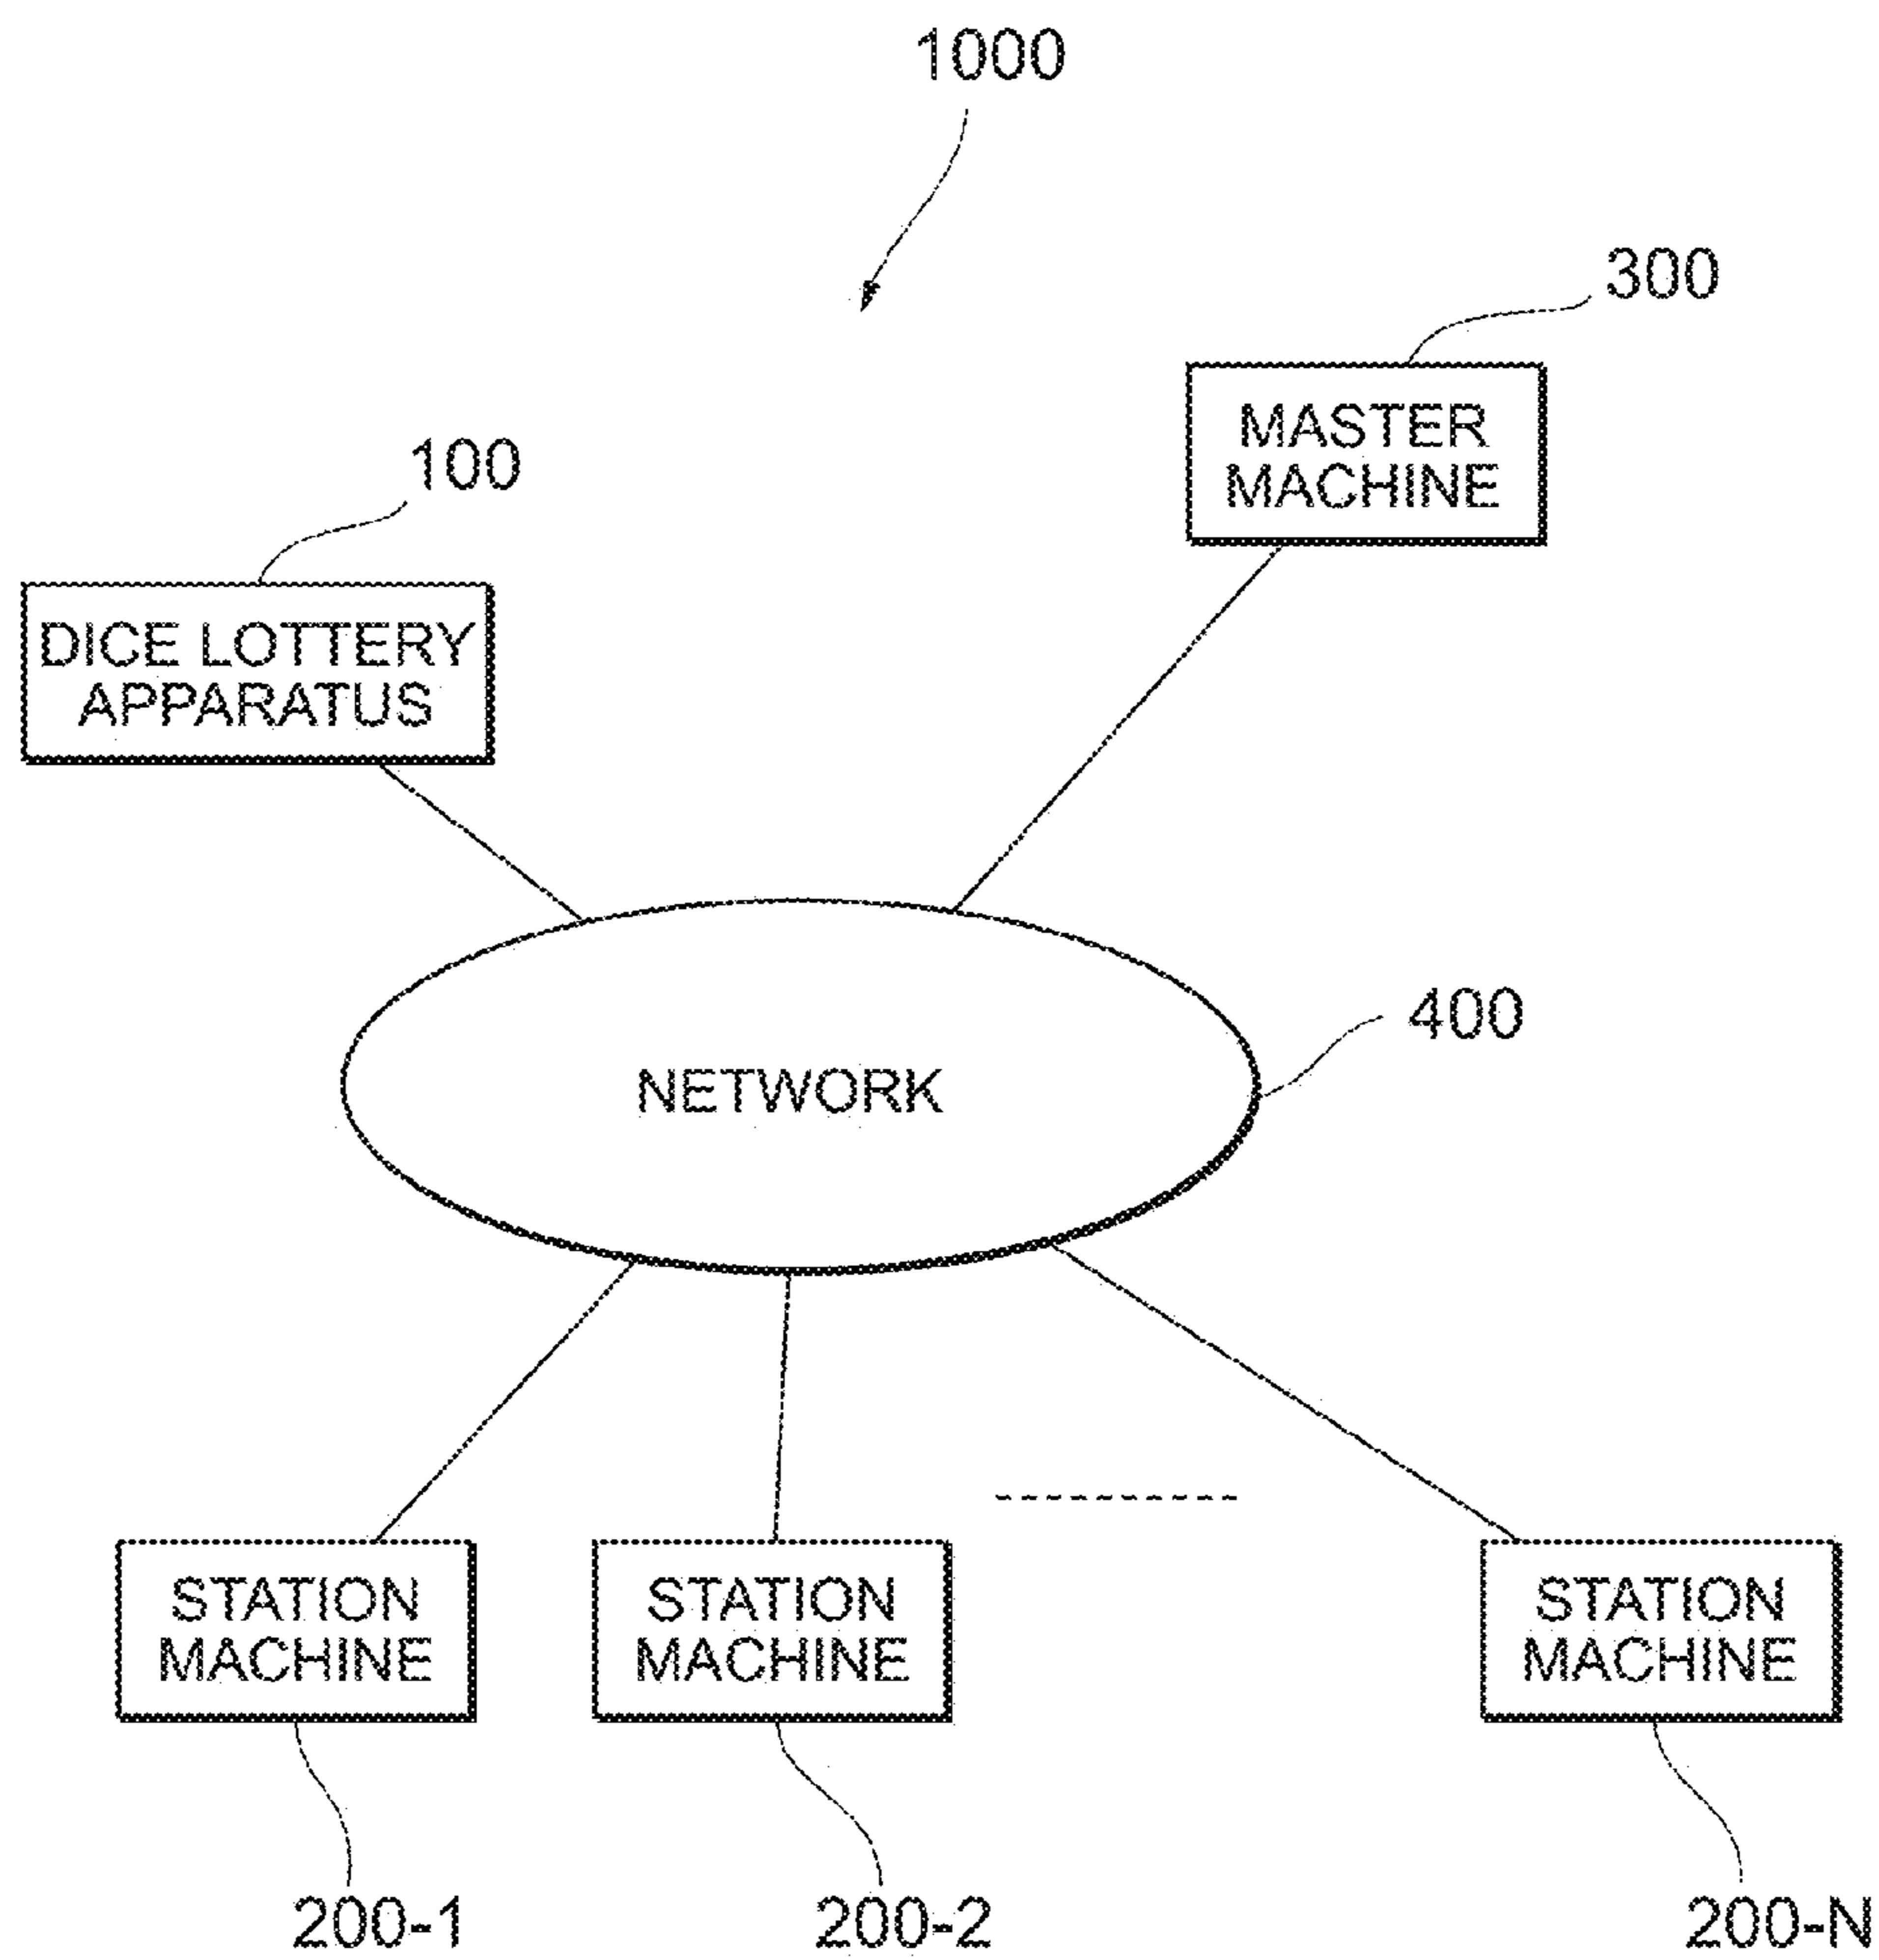 1000
300
MASTER
MACHINE
100
DICE LOTTERY
APPARATUS
400
NETWORK
STATION
MACHINE
STATION
MACHINE
STATION
MACHINE
200-1
200-2
200-N